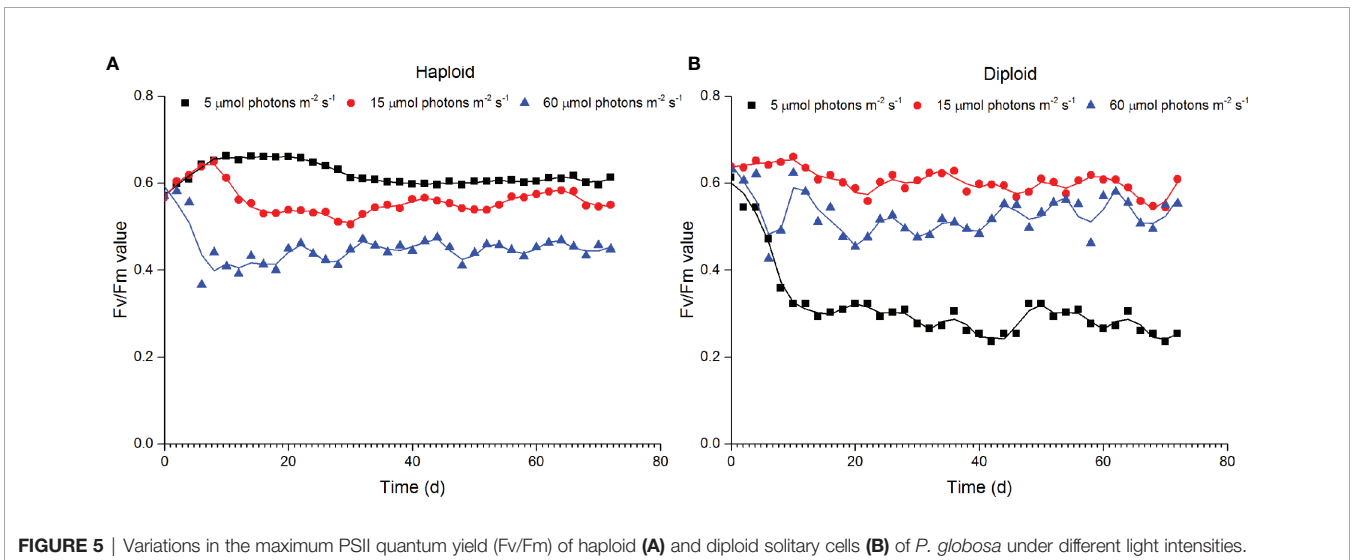 A
Haploid
5 μmol photons m⁻² s⁻¹ 15 μmol photons m⁻² s⁻¹ 60 μmol photons m⁻² s⁻¹
0.8
0.6
0.4
0.2
0.0
Fv/Fm value
0 20 40 60 80
Time (d)
B
Diploid
5 μmol photons m⁻² s⁻¹ 15 μmol photons m⁻² s⁻¹ 60 μmol photons m⁻² s⁻¹
0.8
0.6
0.4
0.2
0.0
Fv/Fm value
0 20 40 60 80
Time (d)
FIGURE 5 | Variations in the maximum PSII quantum yield (Fv/Fm) of haploid (A) and diploid solitary cells (B) of P. globosa under different light intensities.